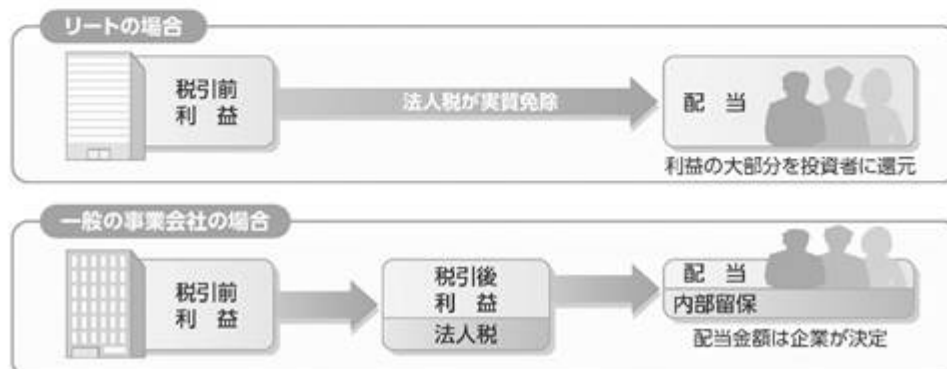 リートの場合
税引前
利　益
法人税が実質免除
配　当
利益の大部分を投資者に還元
一般の事業会社の場合
税引前
利　益
税引後
利　益
法人税
配　当
内部留保
配当金額は企業が決定